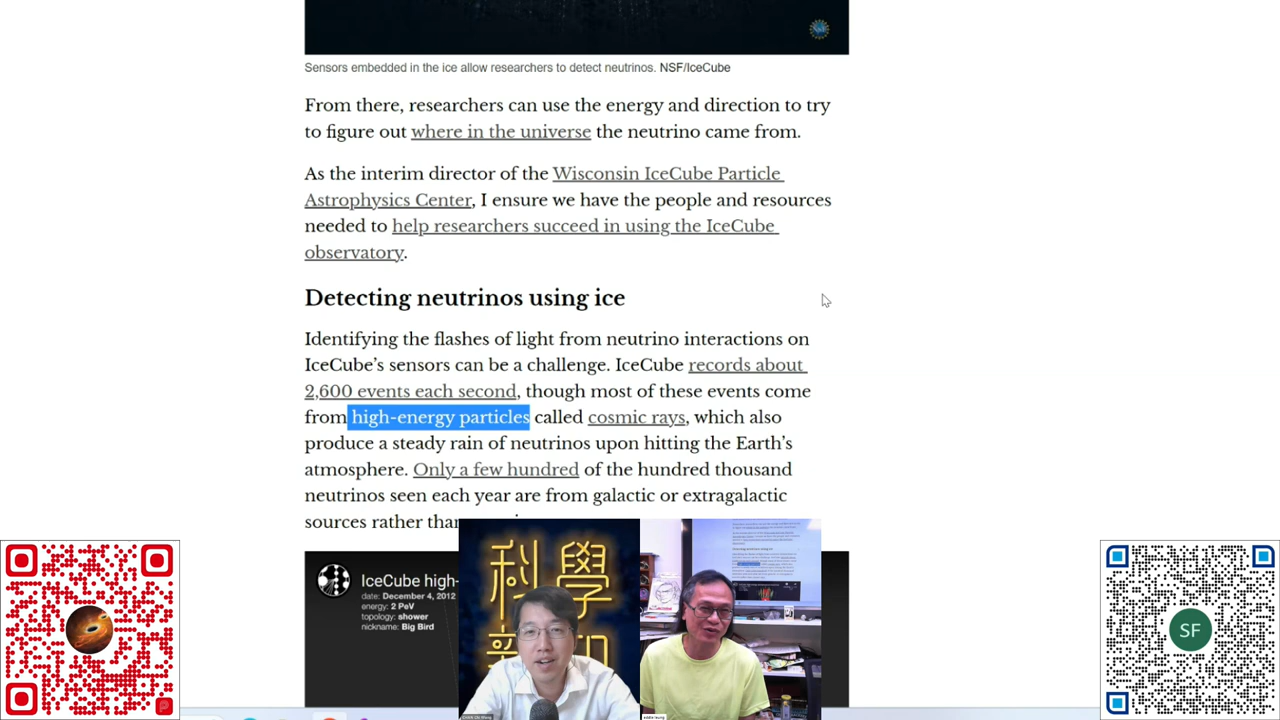 Sensors embedded in the ice allow researchers to detect neutrinos. NSF/IceCube
From there, researchers can use the energy and direction to try
to figure out where in the universe the neutrino came from.
As the interim director of the Wisconsin IceCube Particle
Astrophysics Center, I ensure we have the people and resources
needed to help researchers succeed in using the IceCube
observatory.
Detecting neutrinos using ice
Identifying the flashes of light from neutrino interactions on
IceCube's sensors can be a challenge. IceCube records about
2,600 events each second, though most of these events come
from high-energy particles called cosmic rays, which also
produce a steady rain of neutrinos upon hitting the Earth's
atmosphere. Only a few hundred of the hundred thousand
neutrinos seen each year are from galactic or extragalactic
sources rather than
IceCube high-
date: December 4, 2012
energy: 2 PeV
topology: shower
nickname: Big Bird
學
SF